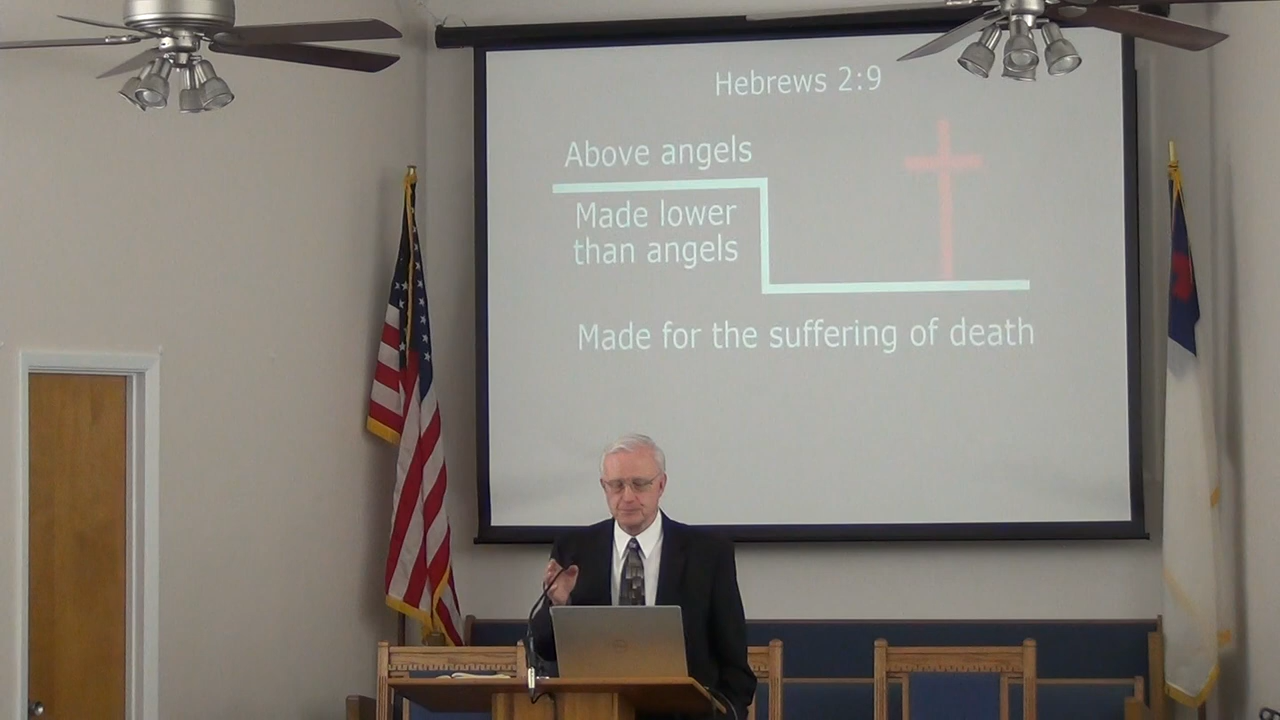 Hebrews 2:9
Above angels
Made lower
than angels
Made for the suffering of death